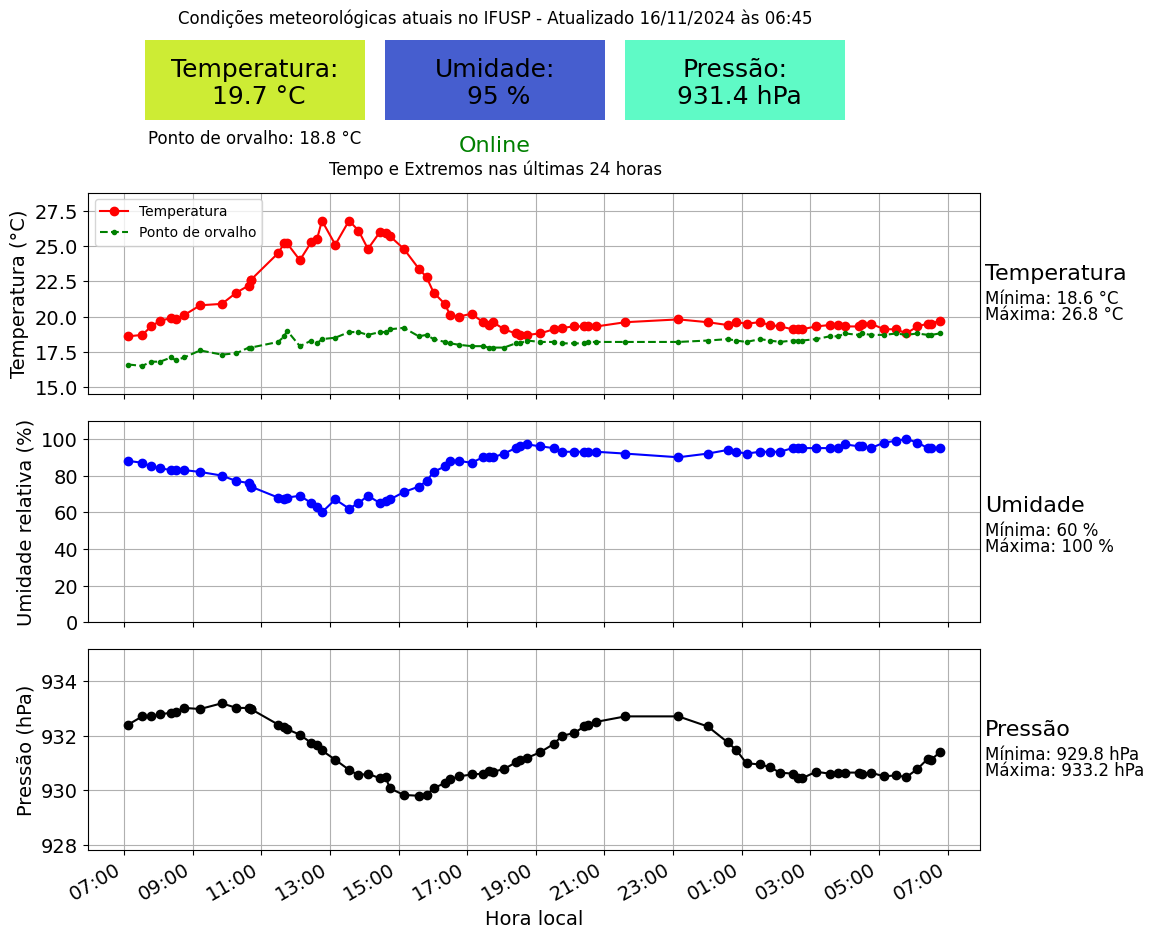 Condições meteorológicas atuais no IFUSP - Atualizado 16/11/2024 às 06:45
Temperatura:
19.7 °C
Umidade:
95 %
Pressão:
931.4 hPa
Ponto de orvalho: 18.8 °C
Online
Tempo e Extremos nas últimas 24 horas
Temperatura (°C)
27.5
25.0
22.5
20.0
17.5
15.0
Temperatura
Ponto de orvalho
Temperatura
Mínima: 18.6 °C
Máxima: 26.8 °C
Umidade relativa (%)
100
80
60
40
20
0
Umidade
Mínima: 60 %
Máxima: 100 %
Pressão (hPa)
934
932
930
928
Pressão
Mínima: 929.8 hPa
Máxima: 933.2 hPa
07:00
09:00
11:00
13:00
15:00
17:00
19:00
21:00
23:00
01:00
03:00
05:00
07:00
Hora local